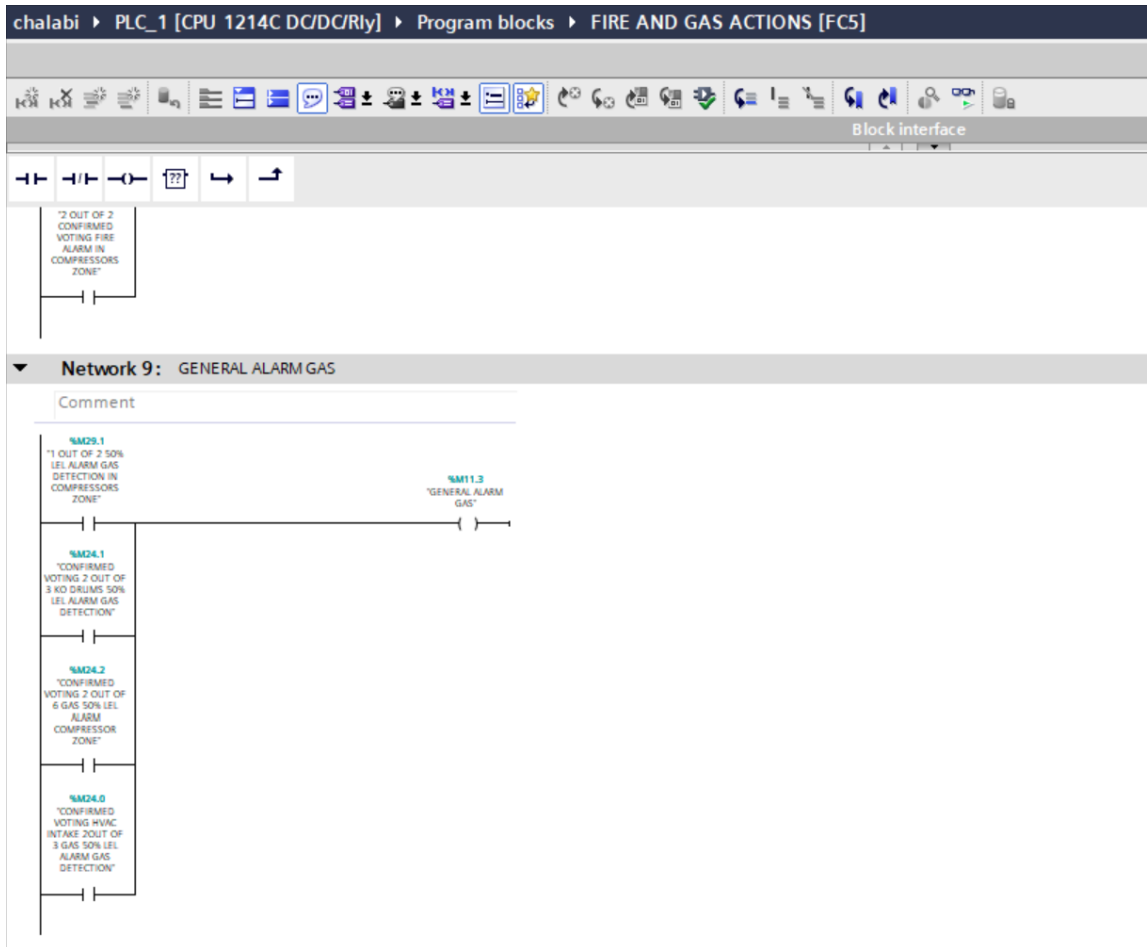 chalabi ▸ PLC_1 [CPU 1214C DC/DC/Rly] ▸ Program blocks ▸ FIRE AND GAS ACTIONS [FC5]
Block interface
??
"2 OUT OF 2
CONFIRMED
VOTING FIRE
ALARM IN
COMPRESSORS
ZONE"
Network 9: GENERAL ALARM GAS
Comment
%M29.1
"1 OUT OF 2 50%
LEL ALARM GAS
DETECTION IN
COMPRESSORS
ZONE"
%M11.3
"GENERAL ALARM
GAS"
%M24.1
"CONFIRMED
VOTING 2 OUT OF
3 KO DRUMS 50%
LEL ALARM GAS
DETECTION"
%M24.2
"CONFIRMED
VOTING 2 OUT OF
6 GAS 50% LEL
ALARM
COMPRESSOR
ZONE"
%M24.0
"CONFIRMED
VOTING HVAC
INTAKE 2OUT OF
3 GAS 50% LEL
ALARM GAS
DETECTION"